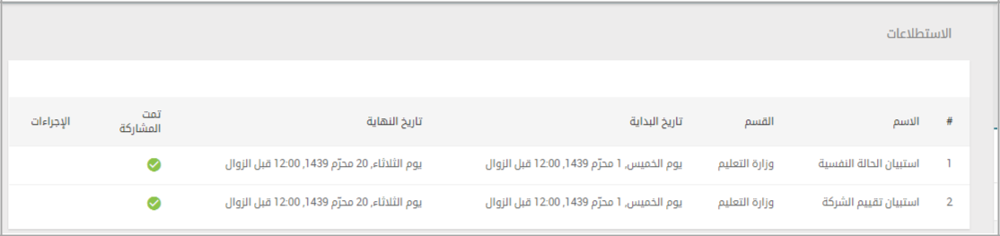 الاستطلاعات
# الاسم القسم تاريخ البداية تاريخ النهاية تمت المشاركة الإجراءات
1 استبيان الحالة النفسية وزارة التعليم يوم الخميس, 1 محرّم 1439, 12:00 قبل الزوال يوم الثلاثاء, 20 محرّم 1439, 12:00 قبل الزوال
2 استبيان تقييم الشركة وزارة التعليم يوم الخميس, 1 محرّم 1439, 12:00 قبل الزوال يوم الثلاثاء, 20 محرّم 1439, 12:00 قبل الزوال